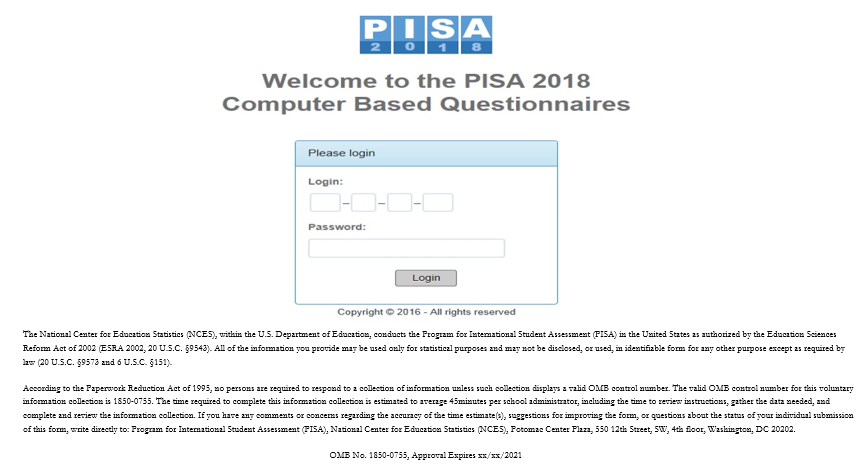 PISA
2018
Welcome to the PISA 2018
Computer Based Questionnaires
Please login
Login:
– – –
Password:
Login
Copyright © 2016 - All rights reserved
The National Center for Education Statistics (NCES), within the U.S. Department of Education, conducts the Program for International Student Assessment (PISA) in the United States as authorized by the Education Sciences
Reform Act of 2002 (ESRA 2002, 20 U.S.C. §9543). All of the information you provide may be used only for statistical purposes and may not be disclosed, or used, in identifiable form for any other purpose except as required by
law (20 U.S.C. §9573 and 6 U.S.C. §151).
According to the Paperwork Reduction Act of 1995, no persons are required to respond to a collection of information unless such collection displays a valid OMB control number. The valid OMB control number for this voluntary
information collection is 1850-0755. The time required to complete this information collection is estimated to average 45minutes per school administrator, including the time to review instructions, gather the data needed, and
complete and review the information collection. If you have any comments or concerns regarding the accuracy of the time estimate(s), suggestions for improving the form, or questions about the status of your individual submission
of this form, write directly to: Program for International Student Assessment (PISA), National Center for Education Statistics (NCES), Potomac Center Plaza, 550 12th Street, SW, 4th floor, Washington, DC 20202.
OMB No. 1850-0755, Approval Expires xx/xx/2021